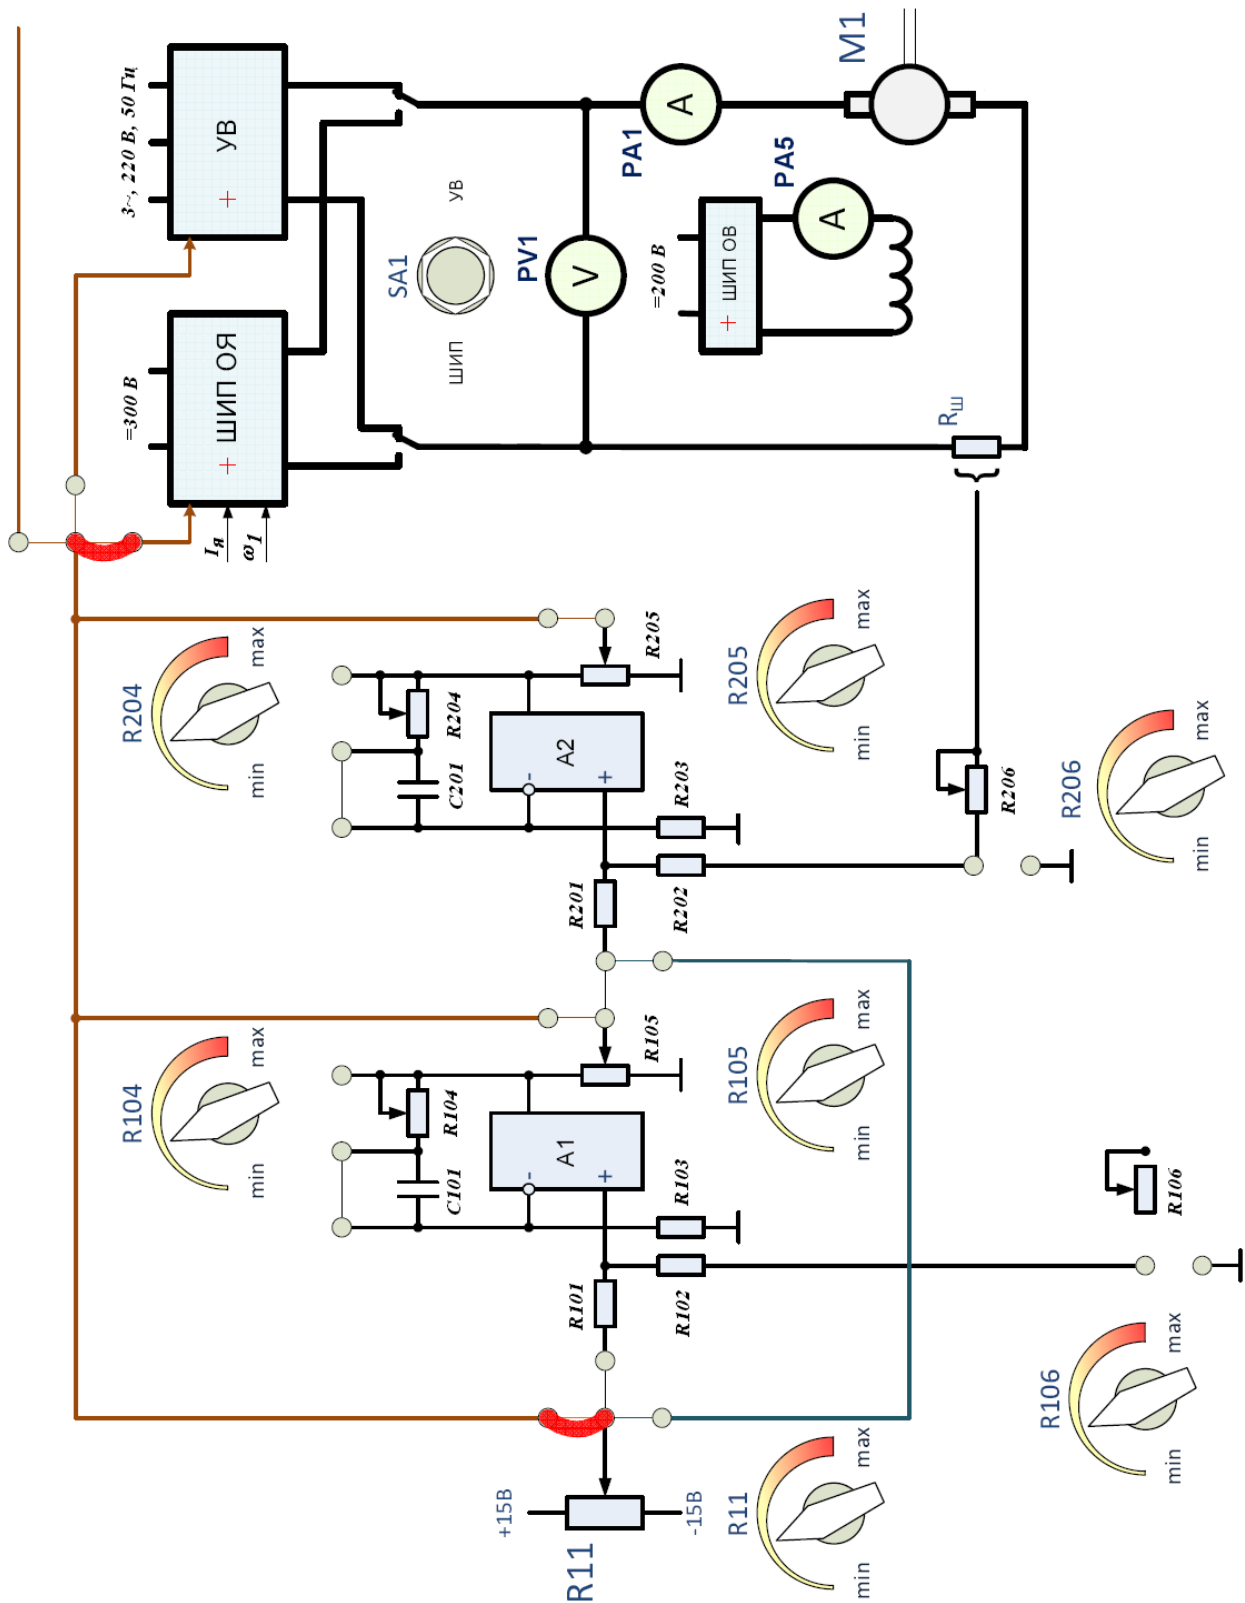 R11
+15В
-15В
R11
min
max
R101
R102
R103
C101
R104
A1
-
+
R105
R104
min
max
R105
min
max
R106
min
max
R106
R201
R202
R203
C201
R204
A2
-
+
R205
R204
min
max
R205
min
max
R206
R206
min
max
Iя
ω1
=300 В
+ ШИП ОЯ
3~, 220 В, 50 Гц
+ УВ
SA1
ШИП
УВ
PV1
V
PA1
A
=200 В
+ ШИП ОВ
PA5
A
RШ
M1